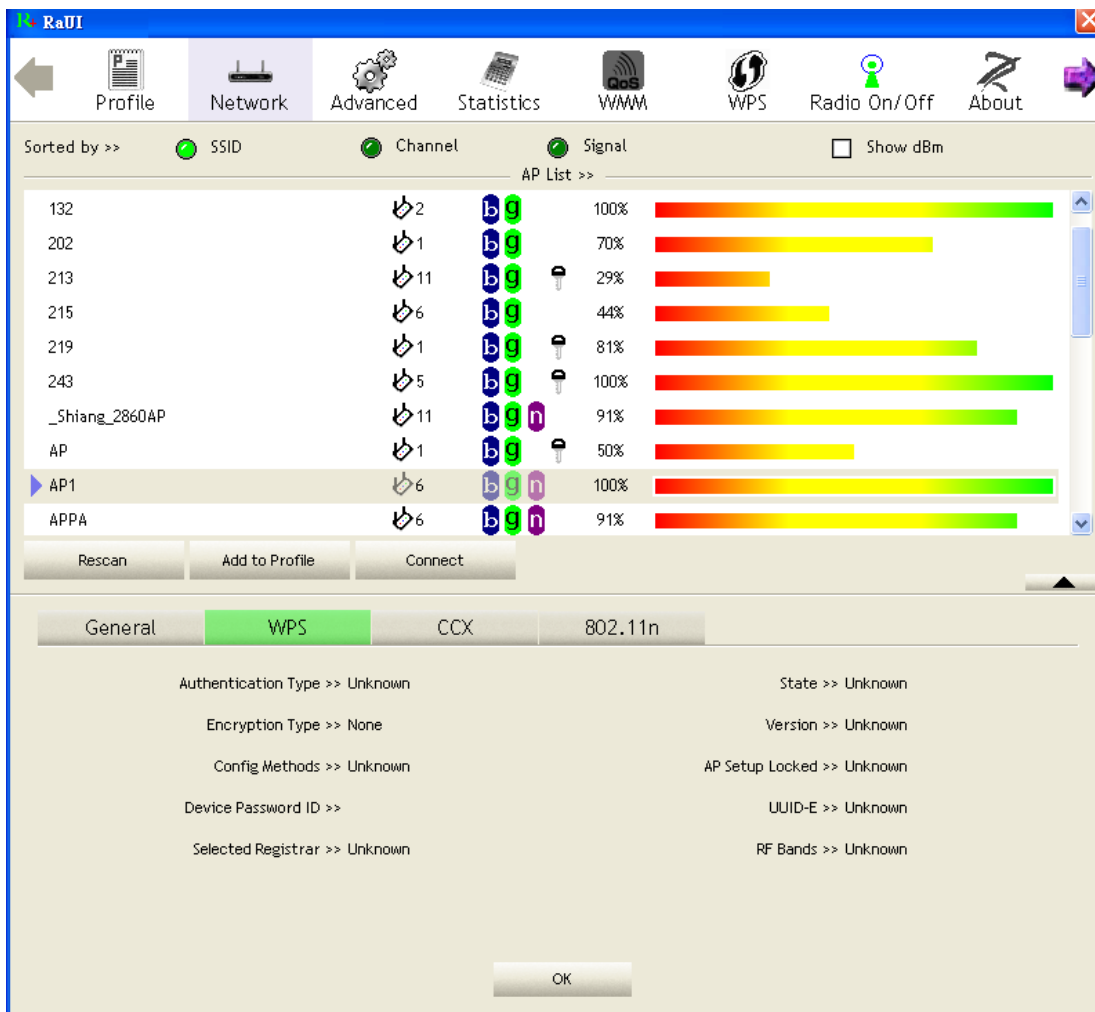 RaUI
Profile Network Advanced Statistics QoS WMM WPS Radio On/Off About
Sorted by >> SSID Channel Signal Show dBm
AP List >>
132 2 b g 100%
202 1 b g 70%
213 11 b g 29%
215 6 b g 44%
219 1 b g 81%
243 5 b g 100%
_Shiang_2860AP 11 b g n 91%
AP 1 b g 50%
AP1 6 b g n 100%
APPA 6 b g n 91%
Rescan Add to Profile Connect
General WPS CCX 802.11n
Authentication Type >> Unknown State >> Unknown
Encryption Type >> None Version >> Unknown
Config Methods >> Unknown AP Setup Locked >> Unknown
Device Password ID >> UUID-E >> Unknown
Selected Registrar >> Unknown RF Bands >> Unknown
OK